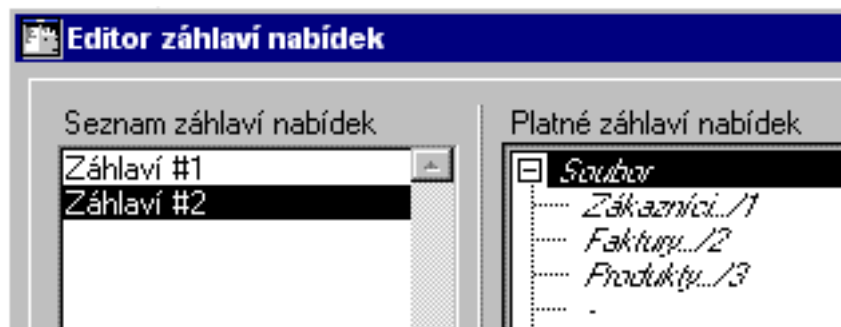 Editor záhlaví nabídek
Seznam záhlaví nabídek
Záhlaví #1
Záhlaví #2
Platné záhlaví nabídek
Soubor
Zákazníci../1
Faktury.../2
Produkty.../3
-